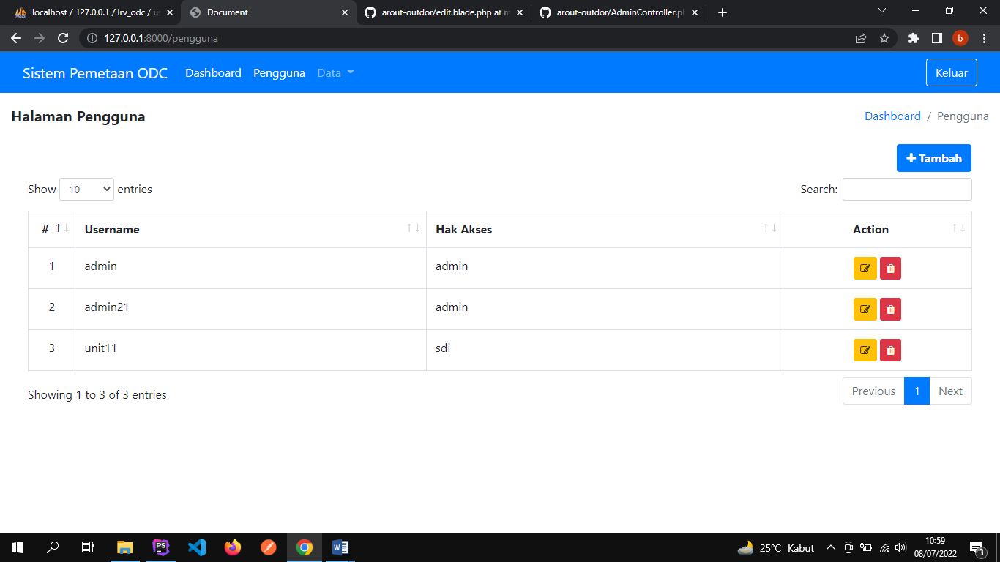 localhost / 127.0.0.1 / lrv_odc / us
Document
arout-outdor/edit.blade.php at m
arout-outdor/AdminController.ph
127.0.0.1:8000/pengguna
b
Sistem Pemetaan ODC Dashboard Pengguna Data Keluar
Halaman Pengguna Dashboard / Pengguna
Tambah
Show 10 entries Search:
# Username Hak Akses Action
1 admin admin
2 admin21 admin
3 unit11 sdi
Showing 1 to 3 of 3 entries Previous 1 Next
PS
W
25°C Kabut
10:59
08/07/2022
3